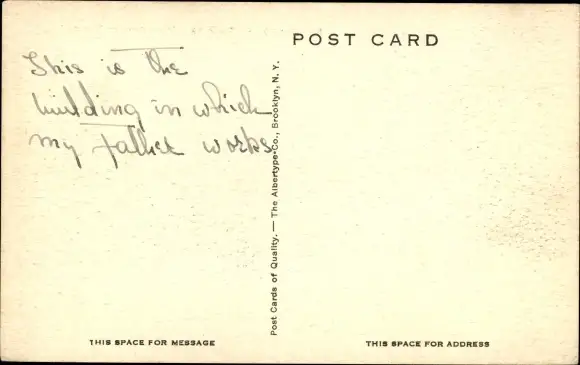 POST CARD
This is the
building in which
my father works
Post Cards of Quality. — The Albertype Co., Brooklyn, N. Y.
THIS SPACE FOR MESSAGE
THIS SPACE FOR ADDRESS